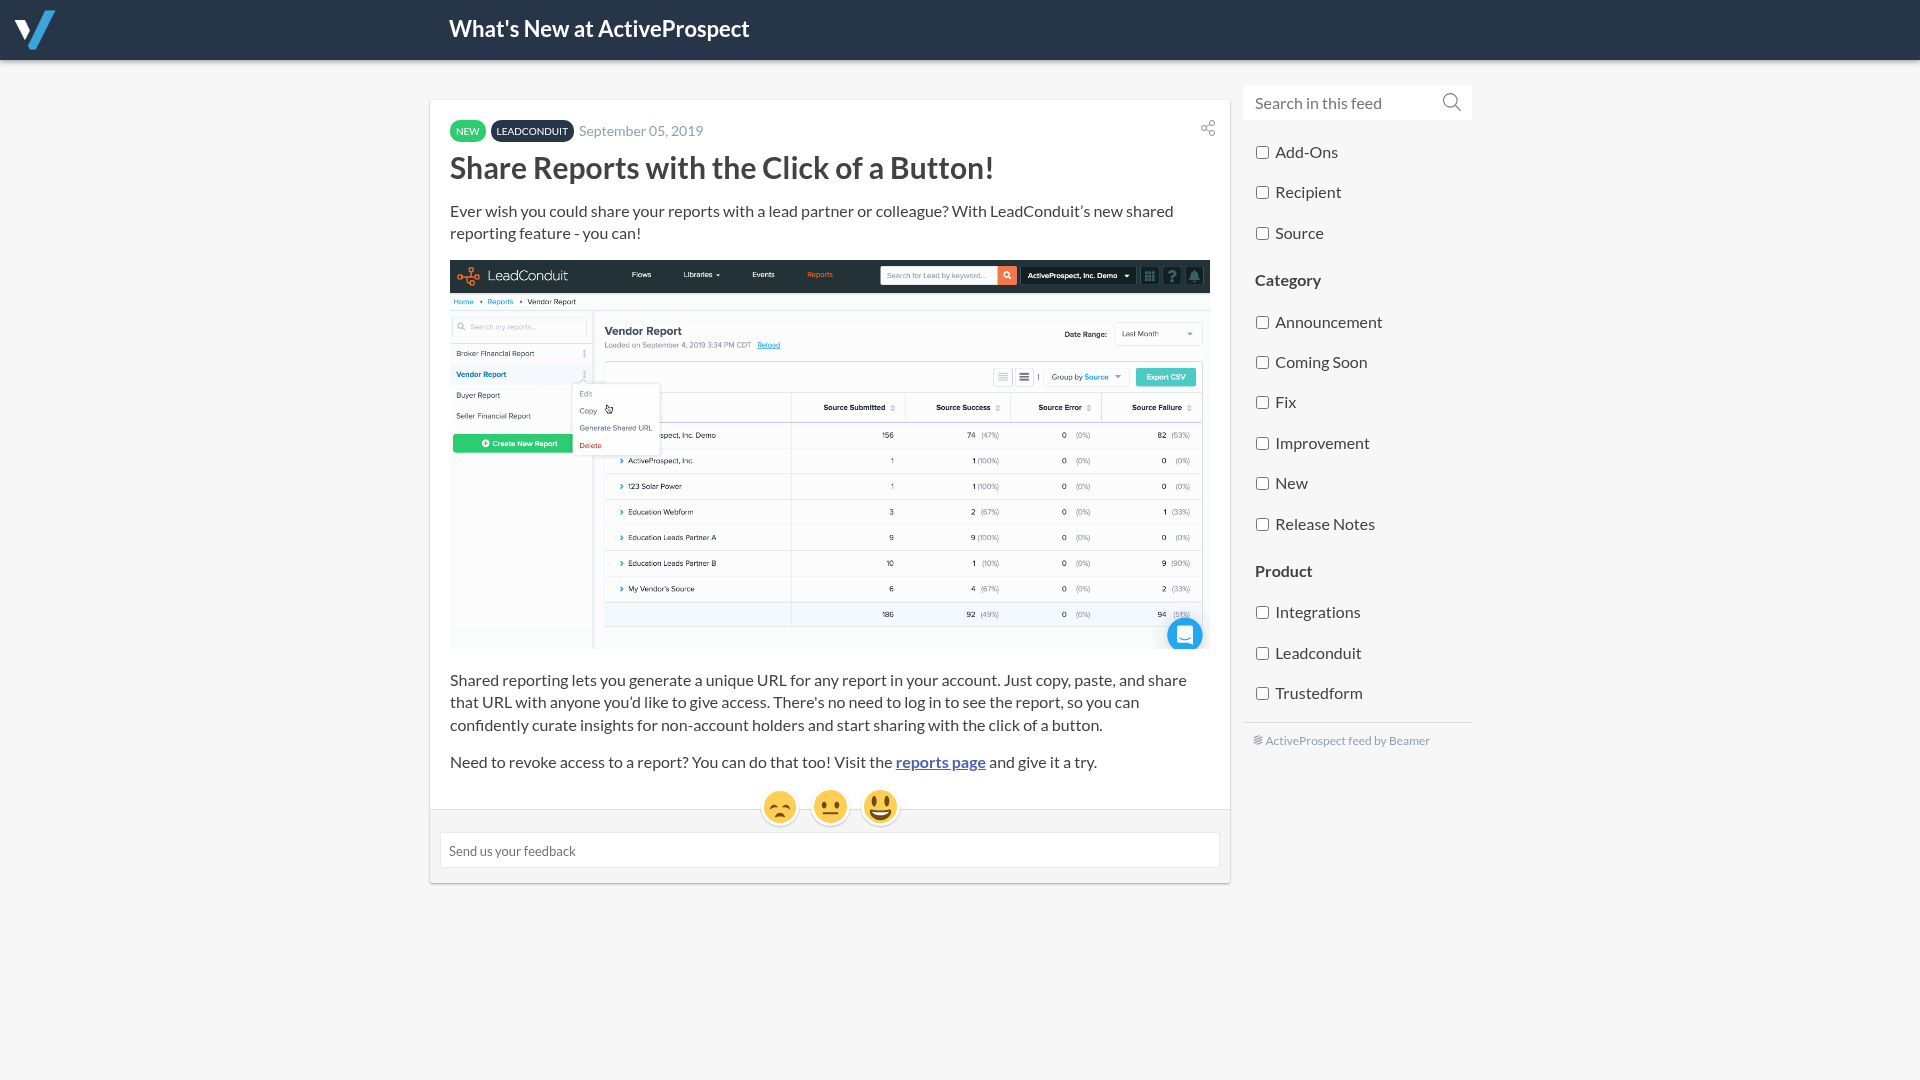 What's New at ActiveProspect
NEW LEADCONDUIT September 05, 2019
Share Reports with the Click of a Button!
Ever wish you could share your reports with a lead partner or colleague? With LeadConduit’s new shared
reporting feature - you can!
LeadConduit Flows Libraries Events Reports Search for Lead by keyword... ActiveProspect, Inc. Demo
Home Reports Vendor Report
Search my reports...
Broker Financial Report
Vendor Report
Buyer Report
Seller Financial Report
Create New Report
Edit
Copy
Generate Shared URL
Delete
Vendor Report
Loaded on September 4, 2019 3:34 PM CDT Reload
Date Range: Last Month
Group by Source Export CSV
Source Submitted Source Success Source Error Source Failure
spect, Inc. Demo 156 74 (47%) 0 (0%) 82 (53%)
ActiveProspect, Inc. 1 1 (100%) 0 (0%) 0 (0%)
123 Solar Power 1 1 (100%) 0 (0%) 0 (0%)
Education Webform 3 2 (67%) 0 (0%) 1 (33%)
Education Leads Partner A 9 9 (100%) 0 (0%) 0 (0%)
Education Leads Partner B 10 1 (10%) 0 (0%) 9 (90%)
My Vendor's Source 6 4 (67%) 0 (0%) 2 (33%)
186 92 (49%) 0 (0%) 94 (51%)
Shared reporting lets you generate a unique URL for any report in your account. Just copy, paste, and share
that URL with anyone you’d like to give access. There's no need to log in to see the report, so you can
confidently curate insights for non-account holders and start sharing with the click of a button.
Need to revoke access to a report? You can do that too! Visit the reports page and give it a try.
Send us your feedback
Search in this feed
Add-Ons
Recipient
Source
Category
Announcement
Coming Soon
Fix
Improvement
New
Release Notes
Product
Integrations
Leadconduit
Trustedform
ActiveProspect feed by Beamer